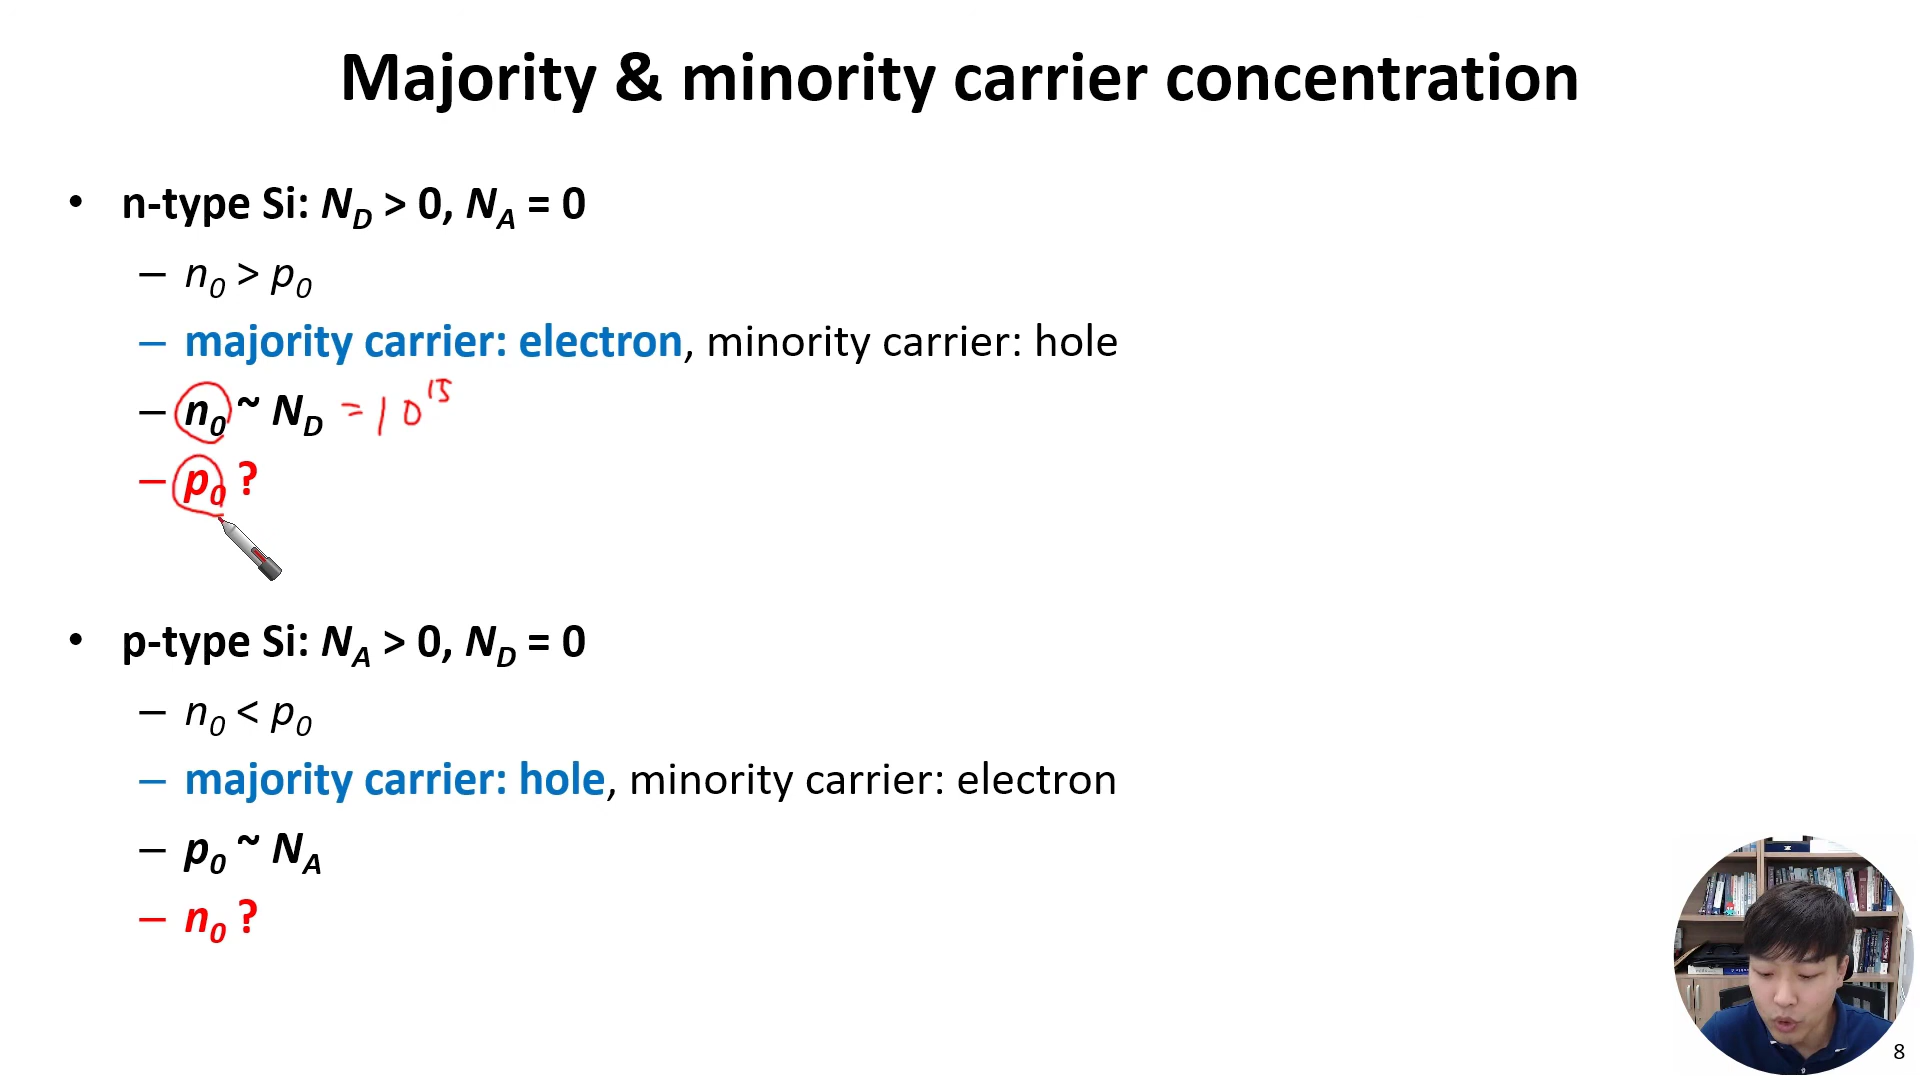 Majority & minority carrier concentration
• n-type Si: N_D > 0, N_A = 0
– n_0 > p_0
– majority carrier: electron, minority carrier: hole
– n_0 ~ N_D = 10^15
– p_0 ?
• p-type Si: N_A > 0, N_D = 0
– n_0 < p_0
– majority carrier: hole, minority carrier: electron
– p_0 ~ N_A
– n_0 ?
8